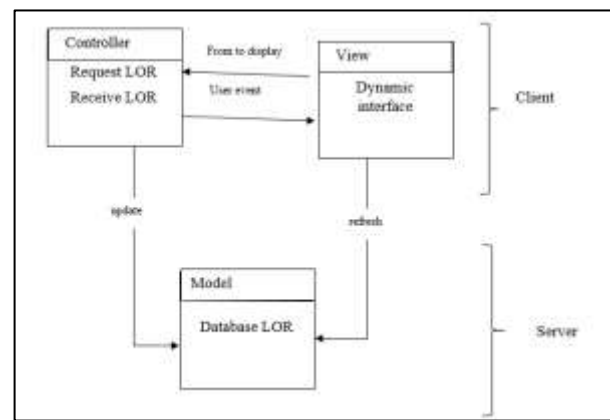 Controller
Request LOR
Receive LOR
From to display
User event
View
Dynamic
interface
Client
update
refresh
Model
Database LOR
Server